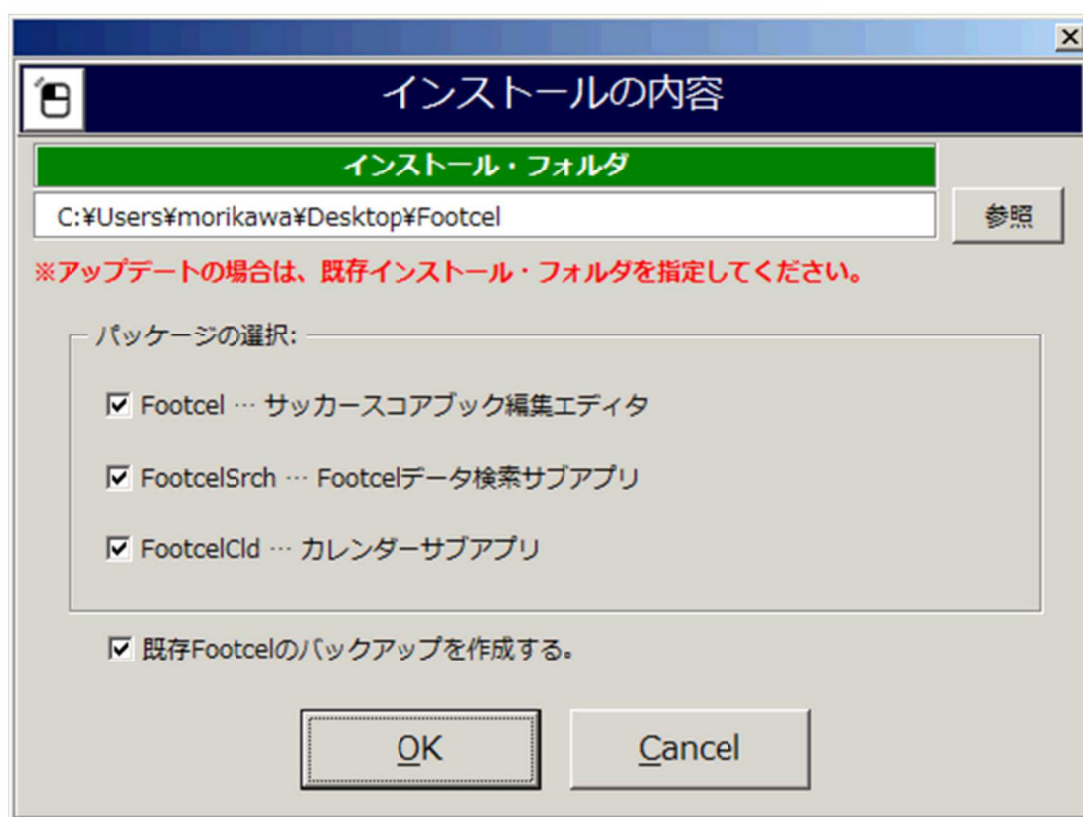 インストールの内容
インストール・フォルダ
C:¥Users¥morikawa¥Desktop¥Footcel
参照
※アップデートの場合は、既存インストール・フォルダを指定してください。
パッケージの選択:
Footcel … サッカースコアブック編集エディタ
FootcelSrch … Footcelデータ検索サブアプリ
FootcelCld … カレンダーサブアプリ
既存Footcelのバックアップを作成する。
OK
Cancel